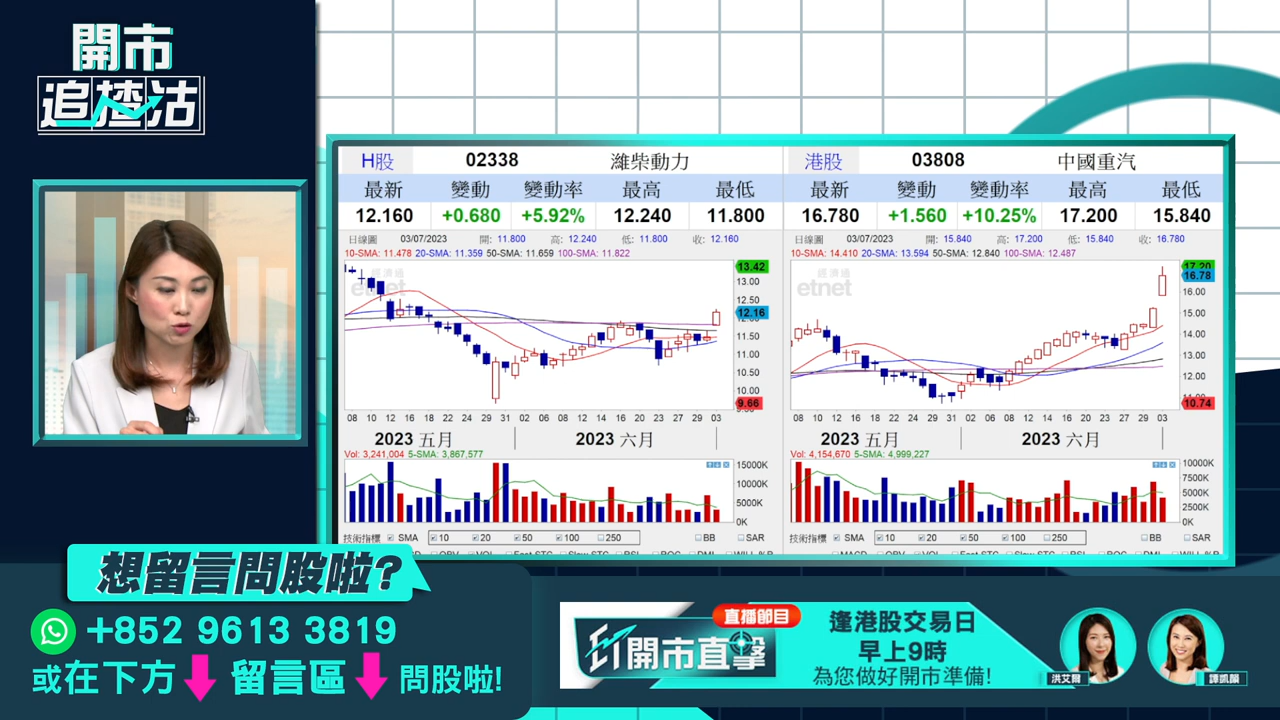 開市
追揸沽
H股 02338 濰柴動力
最新 變動 變動率 最高 最低
12.160 +0.680 +5.92% 12.240 11.800
日線圖 03/07/2023 開: 11.800 高: 12.240 低: 11.800 收: 12.160
10-SMA: 11.478 20-SMA: 11.359 50-SMA: 11.659 100-SMA: 11.822
經濟通
etnet
13.42
13.00
12.50
12.16
11.50
11.00
10.50
10.00
9.66
08 10 12 16 18 22 24 29 31 02 06 08 12 14 16 20 23 27 29 03
2023 五月 2023 六月
Vol: 3,241,004 5-SMA: 3,867,577
15000K
10000K
5000K
0K
技術指標 SMA 10 20 50 100 250 BB SAR
港股 03808 中國重汽
最新 變動 變動率 最高 最低
16.780 +1.560 +10.25% 17.200 15.840
日線圖 03/07/2023 開: 15.840 高: 17.200 低: 15.840 收: 16.780
10-SMA: 14.410 20-SMA: 13.594 50-SMA: 12.840 100-SMA: 12.487
經濟通
etnet
17.20
16.78
16.00
15.00
14.00
13.00
12.00
10.74
08 10 12 16 18 22 24 29 31 02 06 08 12 14 16 20 23 27 29 03
2023 五月 2023 六月
Vol: 4,154,670 5-SMA: 4,999,227
10000K
7500K
5000K
2500K
0K
技術指標 SMA 10 20 50 100 250 BB SAR
想留言問股啦?
+852 9613 3819
或在下方 留言區 問股啦!
直播節目
ET開市直擊
逢港股交易日
早上9時
為您做好開市準備!
洪艾爾
譚凱韻